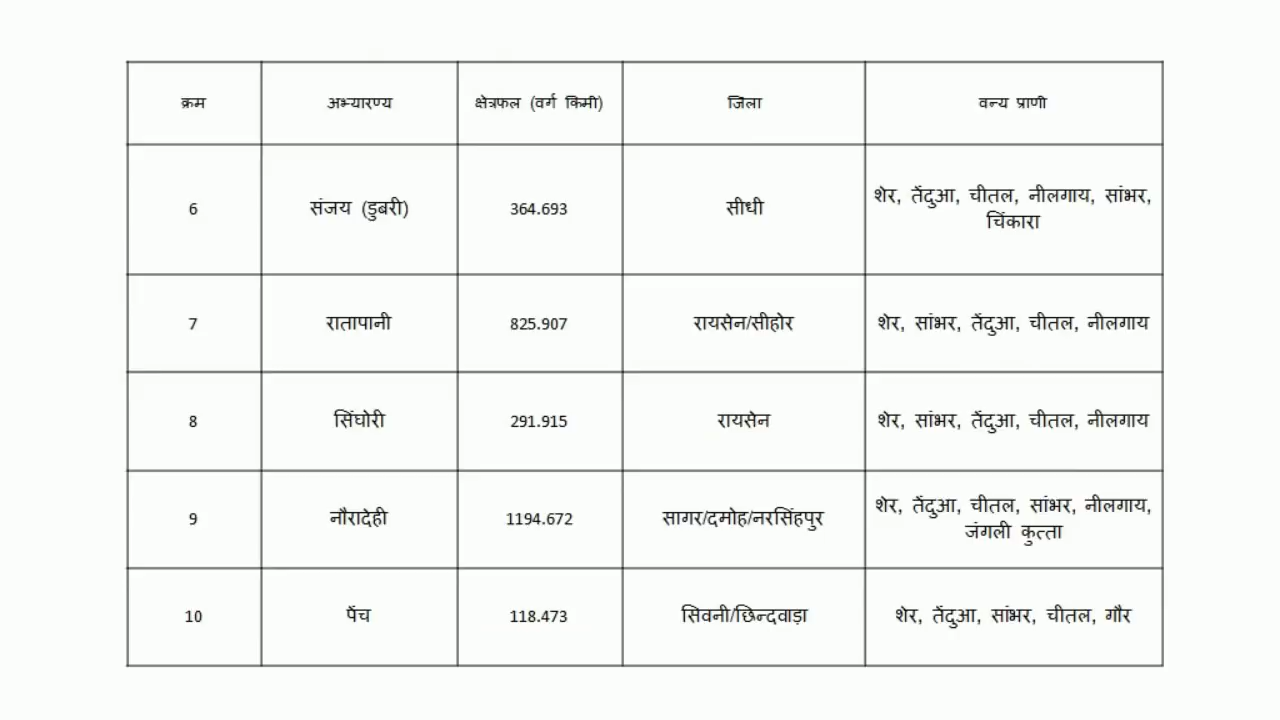 क्रम अभ्यारण्य क्षेत्रफल (वर्ग किमी) जिला वन्य प्राणी
6 संजय (डुबरी) 364.693 सीधी शेर, तेंदुआ, चीतल, नीलगाय, सांभर,
चिंकारा
7 रातापानी 825.907 रायसेन/सीहोर शेर, सांभर, तेंदुआ, चीतल, नीलगाय
8 सिंघोरी 291.915 रायसेन शेर, सांभर, तेंदुआ, चीतल, नीलगाय
9 नौरादेही 1194.672 सागर/दमोह/नरसिंहपुर शेर, तेंदुआ, चीतल, सांभर, नीलगाय,
जंगली कुत्ता
10 पेंच 118.473 सिवनी/छिन्दवाड़ा शेर, तेंदुआ, सांभर, चीतल, गौर